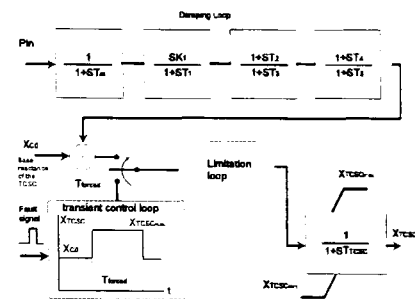 Damping Loop
Pin
1
1+STm
SK1
1+ST1
1+ST2
1+ST3
1+ST4
1+ST5
XC0
Base
reactance
of the
TCSC
Tforced
Limitation
loop
Fault
signal
transient control loop
XTCSC
XTCSCmax
XC0
Tforced
t
XTCSCmax
1
1+STTCSC
XTCSC
XTCSCmin